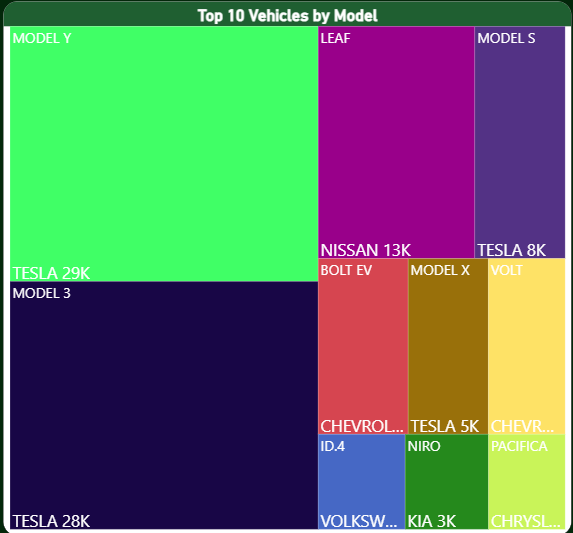 Top 10 Vehicles by Model
MODEL Y
TESLA 29K
MODEL 3
TESLA 28K
LEAF
NISSAN 13K
MODEL S
TESLA 8K
BOLT EV
CHEVROL...
MODEL X
TESLA 5K
VOLT
CHEVR...
ID.4
VOLKSW...
NIRO
KIA 3K
PACIFICA
CHRYSL...